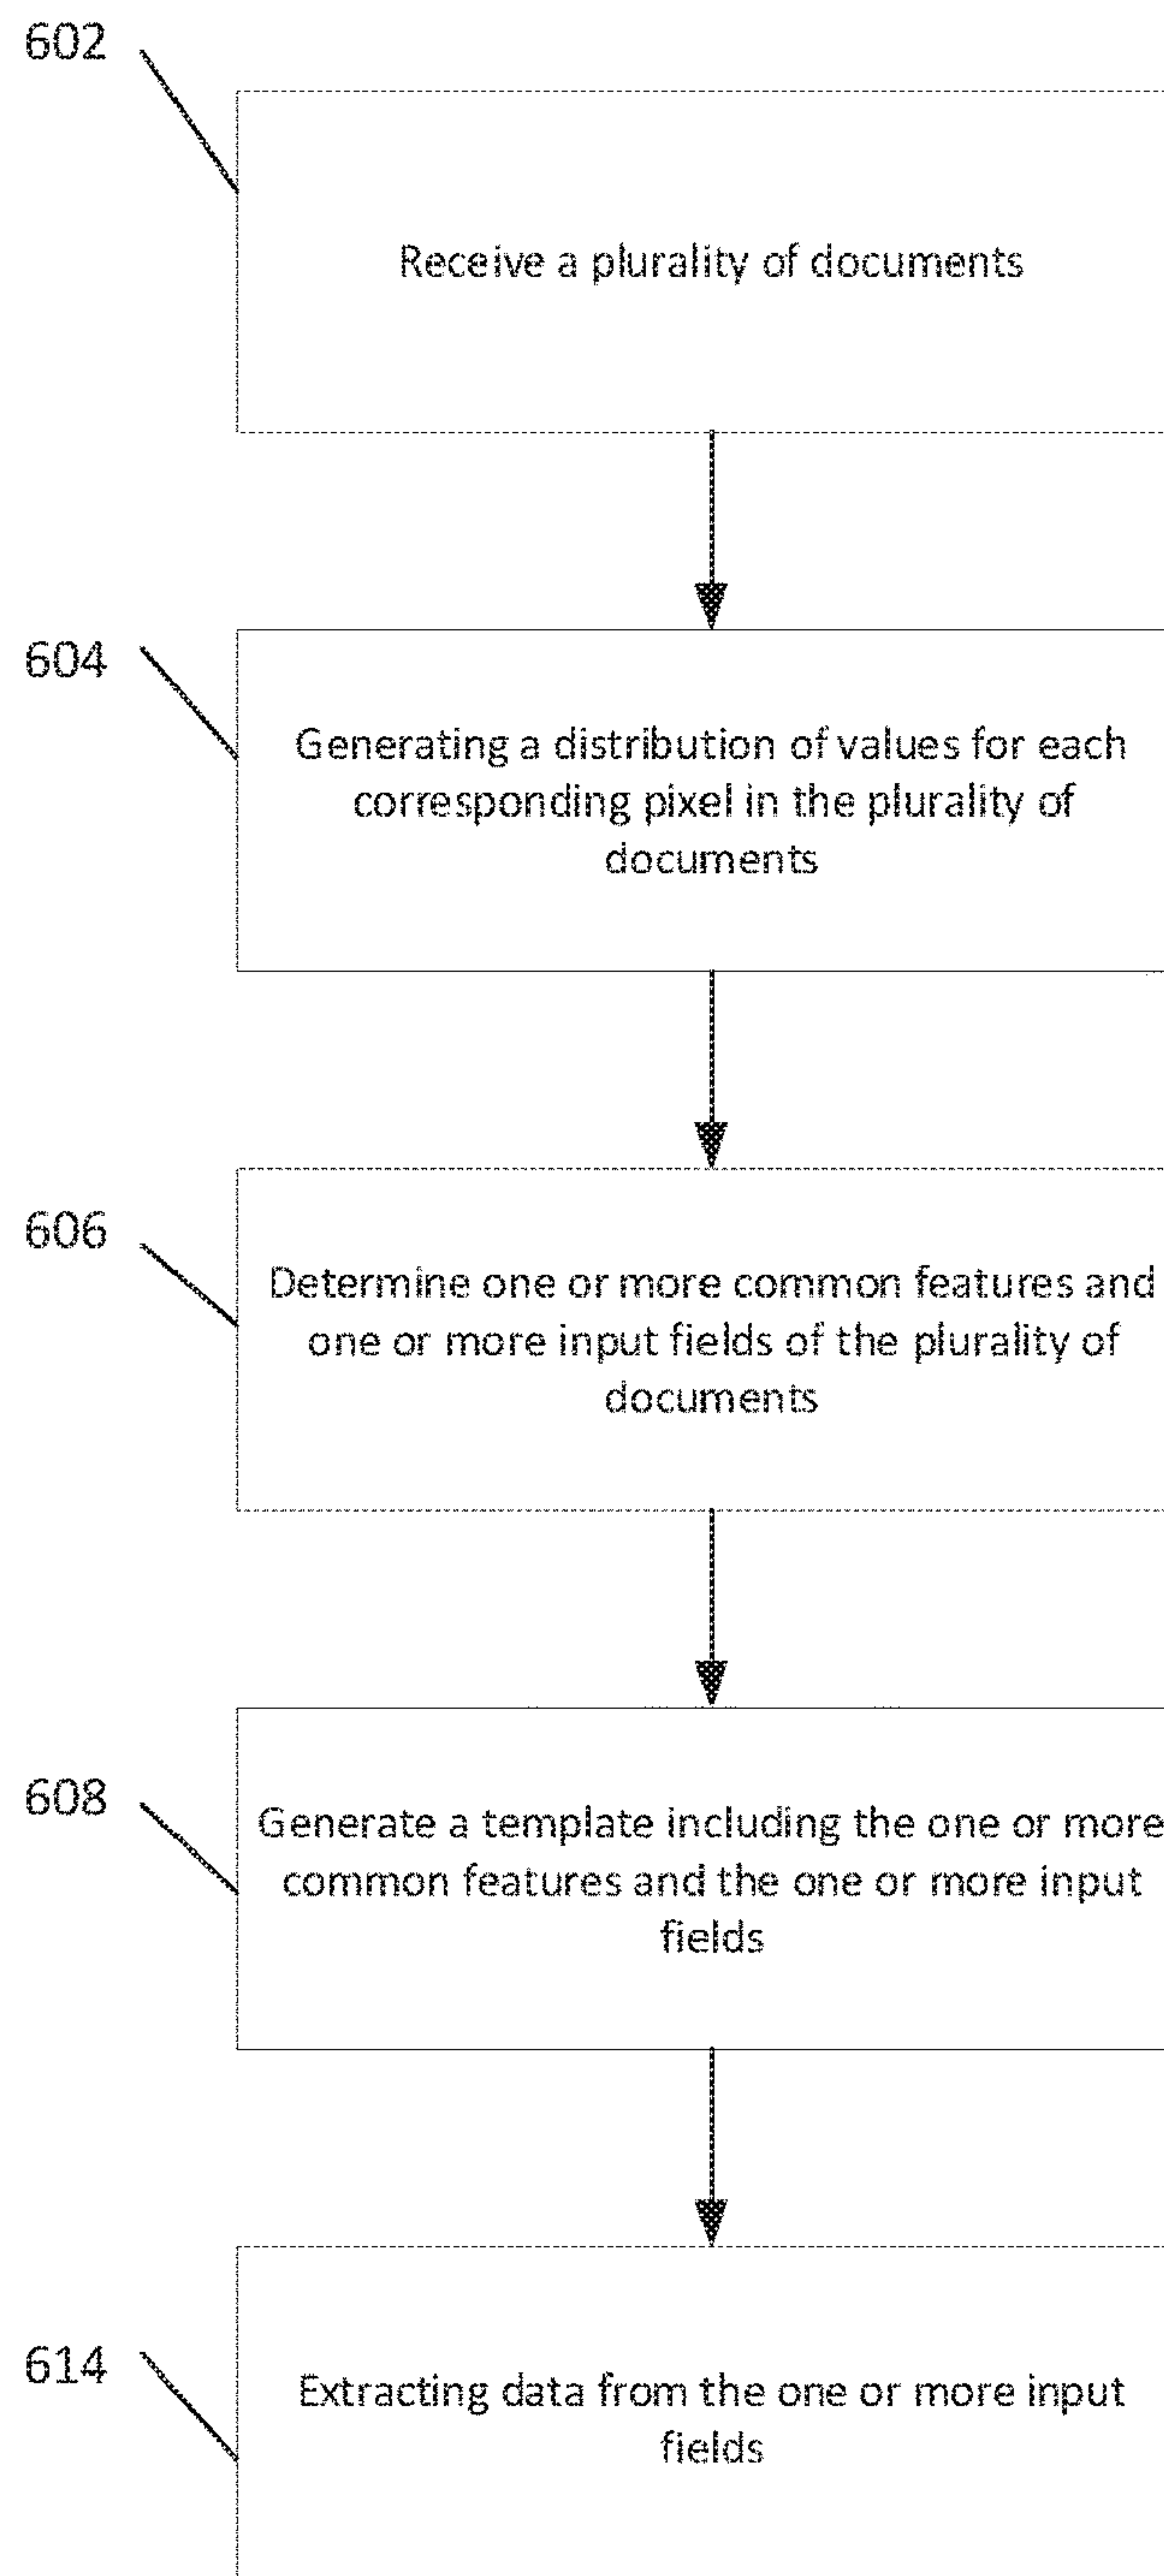 602
Receive a plurality of documents
604
Generating a distribution of values for each
corresponding pixel in the plurality of
documents
606
Determine one or more common features and
one or more input fields of the plurality of
documents
608
Generate a template including the one or more
common features and the one or more input
fields
614
Extracting data from the one or more input
fields